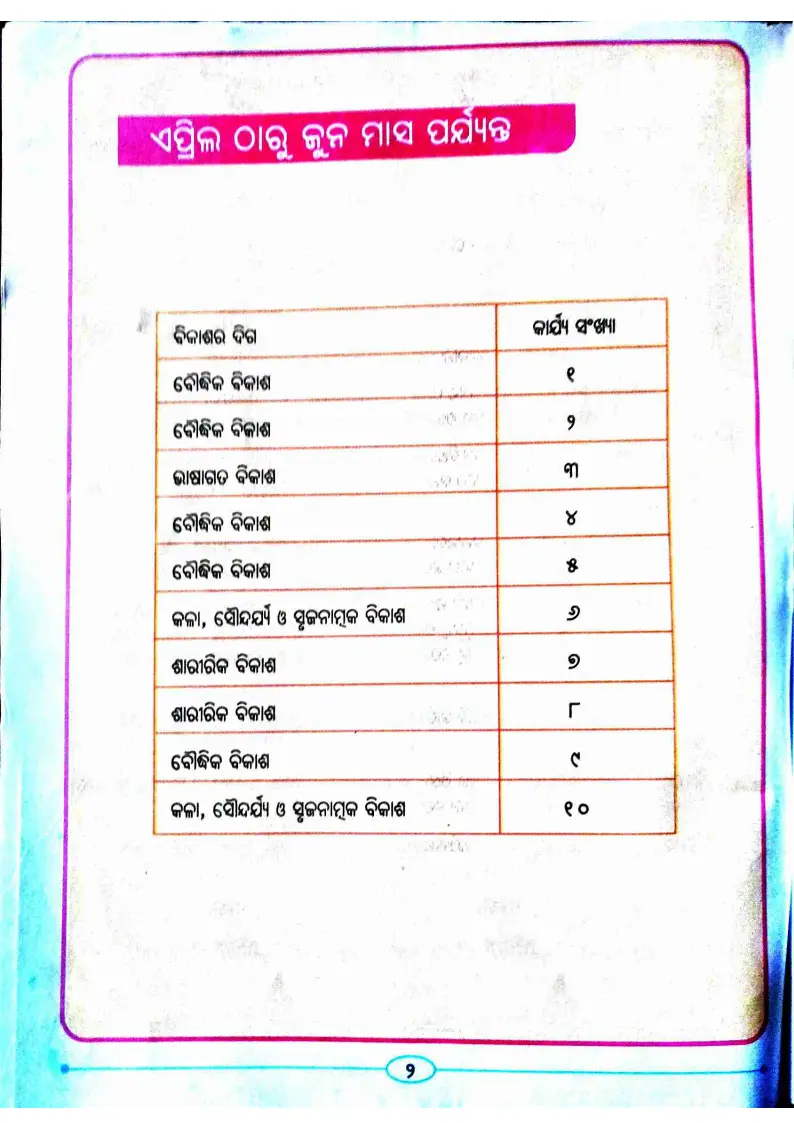 ଏପ୍ରିଲ ଠାରୁ ଜୁନ ମାସ ପର୍ଯ୍ୟନ୍ତ
ବିକାଶର ଦିଗ କାର୍ଯ୍ୟ ସଂଖ୍ୟା
ବୌଦ୍ଧିକ ବିକାଶ ୧
ବୌଦ୍ଧିକ ବିକାଶ ୨
ଭାଷାଗତ ବିକାଶ ୩
ବୌଦ୍ଧିକ ବିକାଶ ୪
ବୌଦ୍ଧିକ ବିକାଶ ୫
କଳା, ସୌନ୍ଦର୍ଯ୍ୟ ଓ ସୃଜନାତ୍ମକ ବିକାଶ ୬
ଶାରୀରିକ ବିକାଶ ୭
ଶାରୀରିକ ବିକାଶ ୮
ବୌଦ୍ଧିକ ବିକାଶ ୯
କଳା, ସୌନ୍ଦର୍ଯ୍ୟ ଓ ସୃଜନାତ୍ମକ ବିକାଶ ୧୦
୨